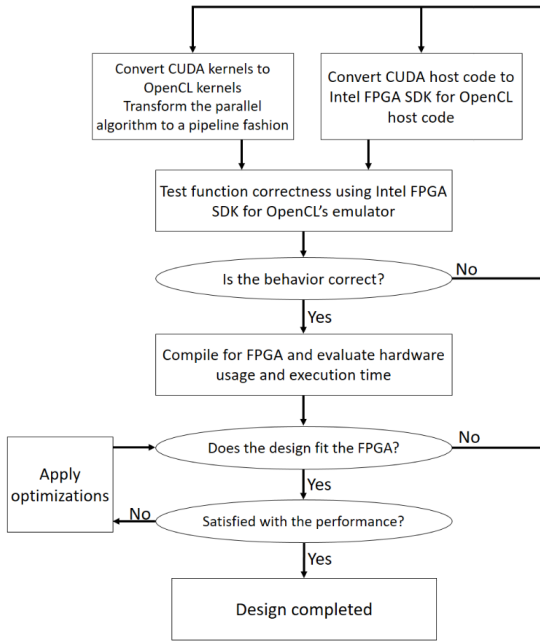 Convert CUDA kernels to
OpenCL kernels
Transform the parallel
algorithm to a pipeline fashion
Convert CUDA host code to
Intel FPGA SDK for OpenCL
host code
Test function correctness using Intel FPGA
SDK for OpenCL's emulator
Is the behavior correct?
No
Yes
Compile for FPGA and evaluate hardware
usage and execution time
Does the design fit the FPGA?
No
Apply
optimizations
Yes
No
Satisfied with the performance?
Yes
Design completed